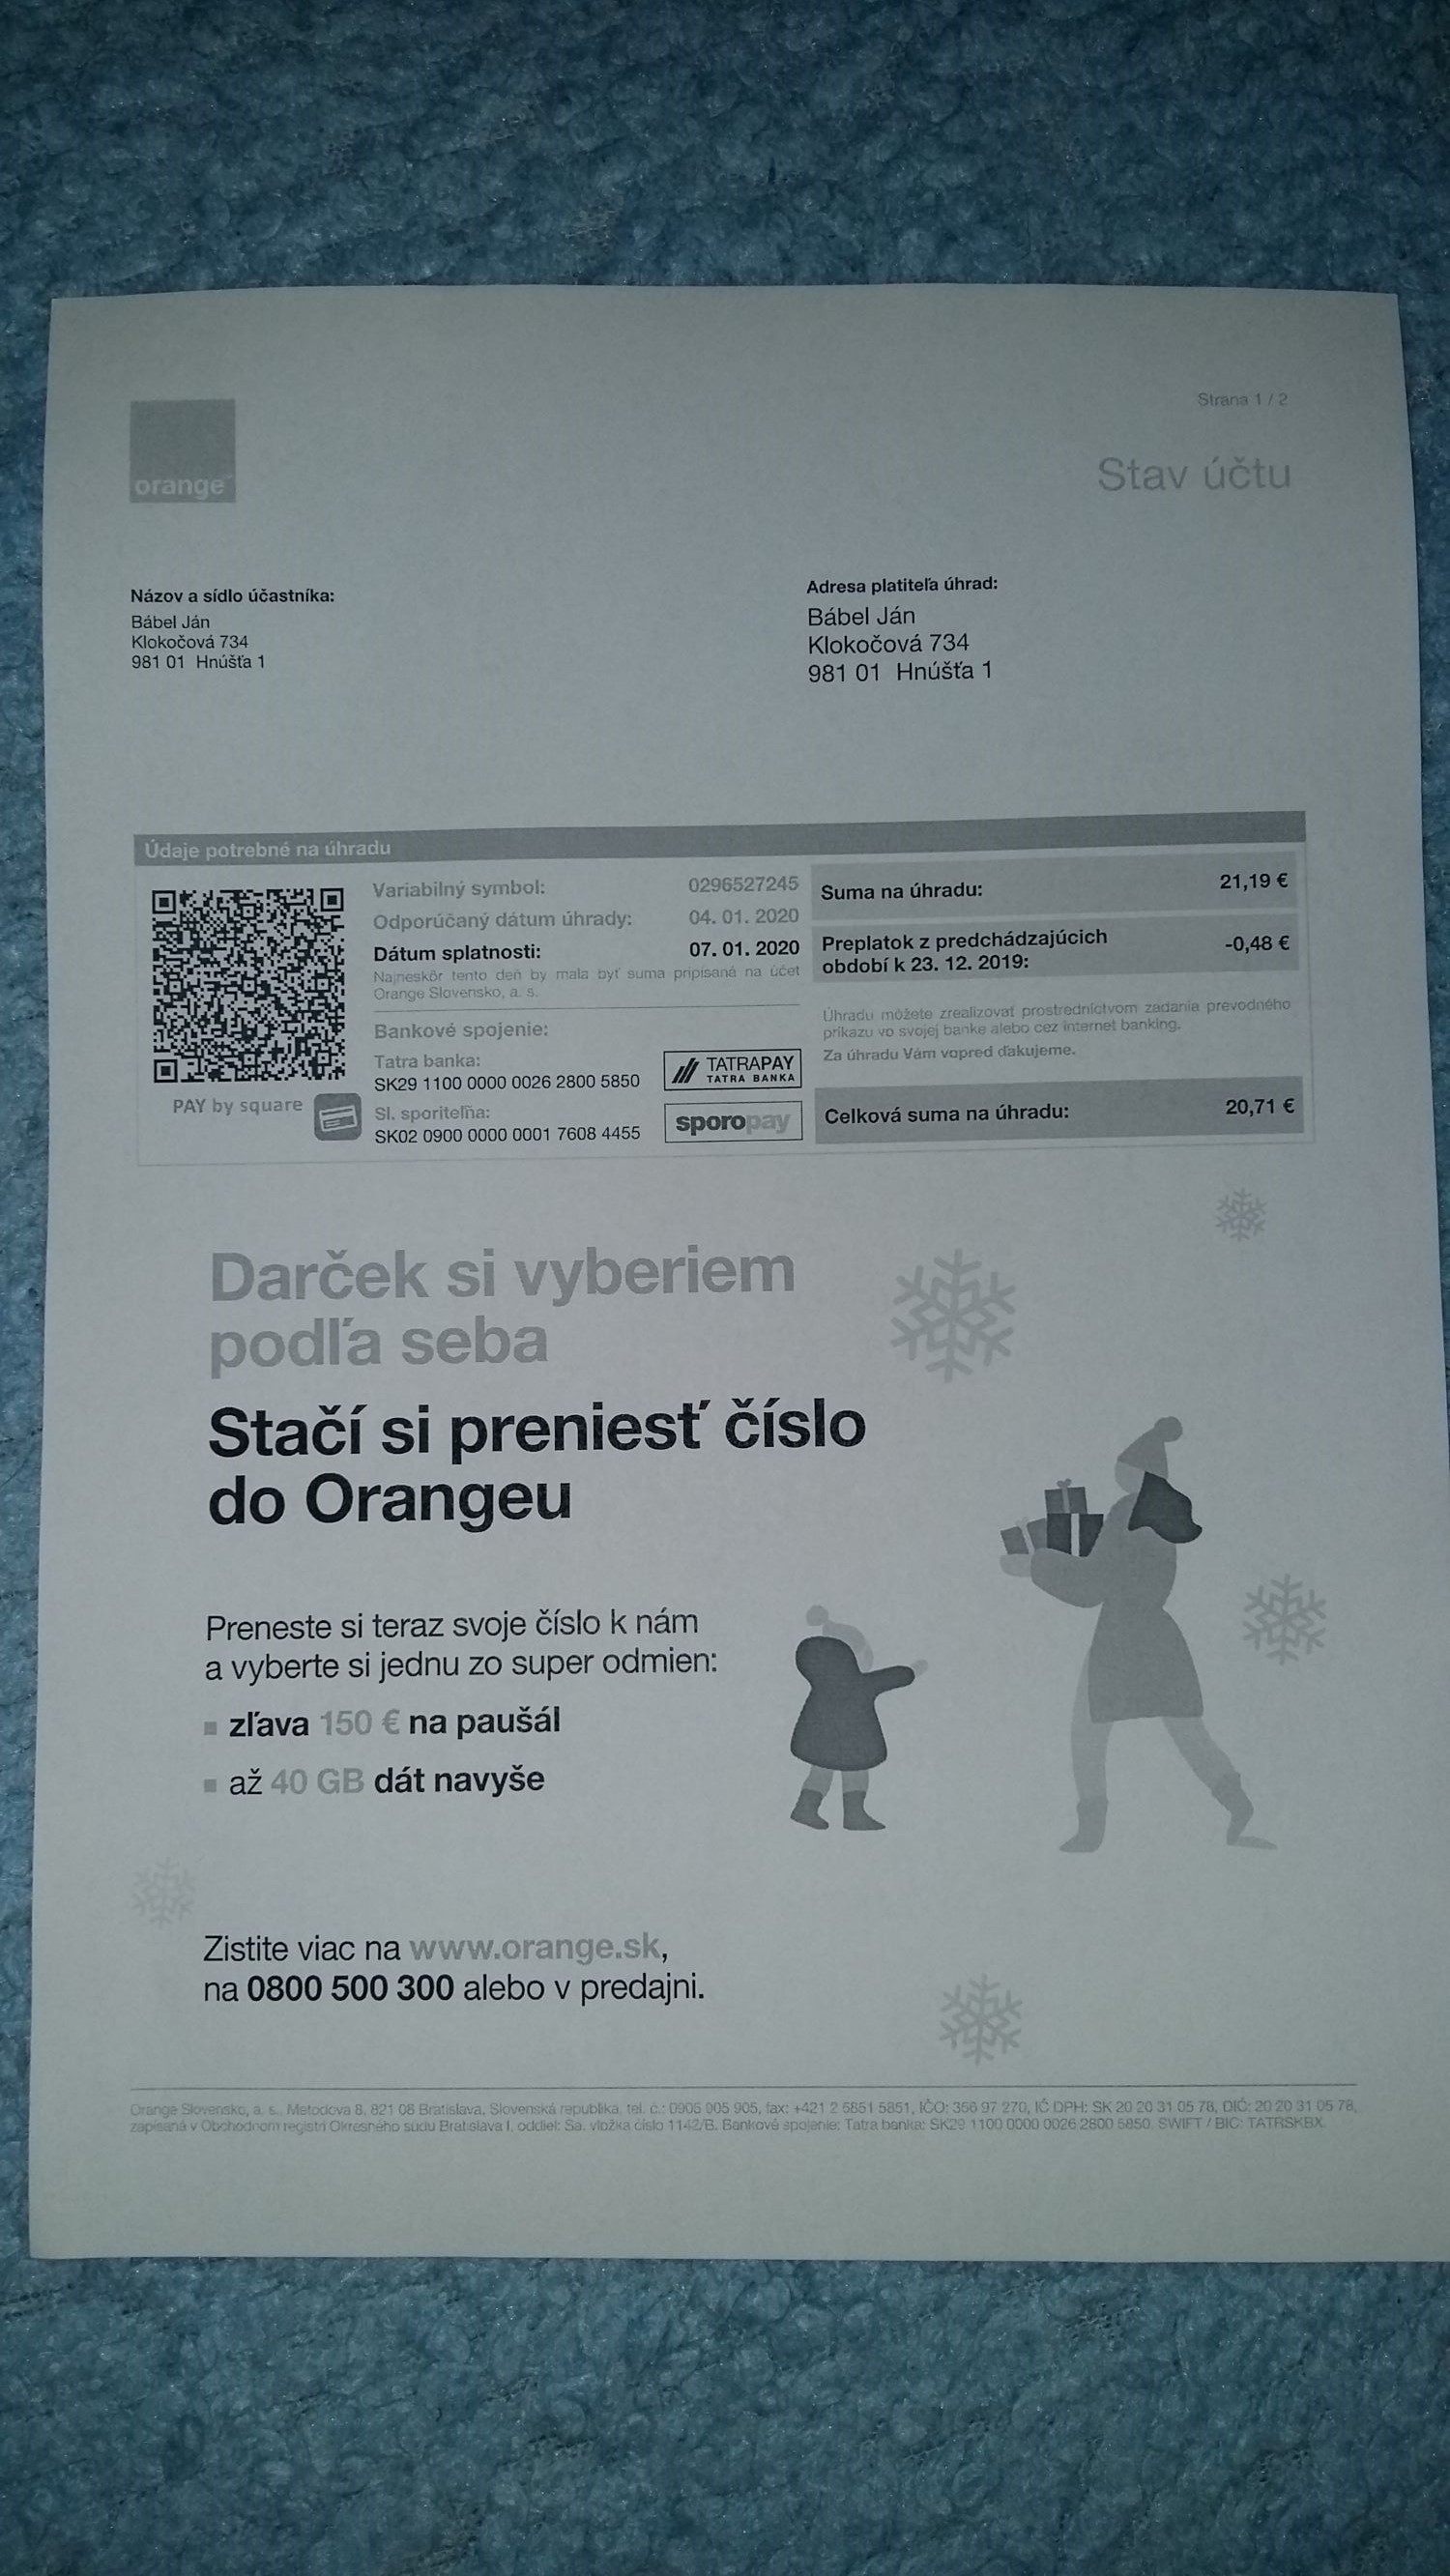 orange
Strana 1 / 2
Stav účtu
Názov a sídlo účastníka:
Bábel Ján
Klokočová 734
981 01 Hnúšťa 1
Adresa platiteľa úhrad:
Bábel Ján
Klokočová 734
981 01 Hnúšťa 1
Údaje potrebné na úhradu
PAY by square
Variabilný symbol: 0296527245
Odporúčaný dátum úhrady: 04. 01. 2020
Dátum splatnosti: 07. 01. 2020
Najneskôr tento deň by mala byť suma pripísaná na účet
Orange Slovensko, a. s.
Bankové spojenie:
Tatra banka:
SK29 1100 0000 0026 2800 5850
TATRAPAY
TATRA BANKA
Sl. sporiteľňa:
SK02 0900 0000 0001 7608 4455
sporopay
Suma na úhradu: 21,19 €
Preplatok z predchádzajúcich
období k 23. 12. 2019: -0,48 €
Úhradu môžete zrealizovať prostredníctvom zadania prevodného
príkazu vo svojej banke alebo cez internet banking.
Za úhradu Vám vopred ďakujeme.
Celková suma na úhradu: 20,71 €
Darček si vyberiem
podľa seba
Stačí si preniesť číslo
do Orangeu
Preneste si teraz svoje číslo k nám
a vyberte si jednu zo super odmien:
▪ zľava 150 € na paušál
▪ až 40 GB dát navyše
Zistite viac na www.orange.sk,
na 0800 500 300 alebo v predajni.
Orange Slovensko, a. s., Metodova 8, 821 08 Bratislava, Slovenská republika, tel. č.: 0905 905 905, fax: +421 2 5851 5851, IČO: 356 97 270, IČ DPH: SK 20 20 31 05 78, DIČ: 20 20 31 05 78,
zapísaná v Obchodnom registri Okresného súdu Bratislava I, oddiel: Sa, vložka číslo 1142/B. Bankové spojenie: Tatra banka: SK29 1100 0000 0026 2800 5850. SWIFT / BIC: TATRSKBX